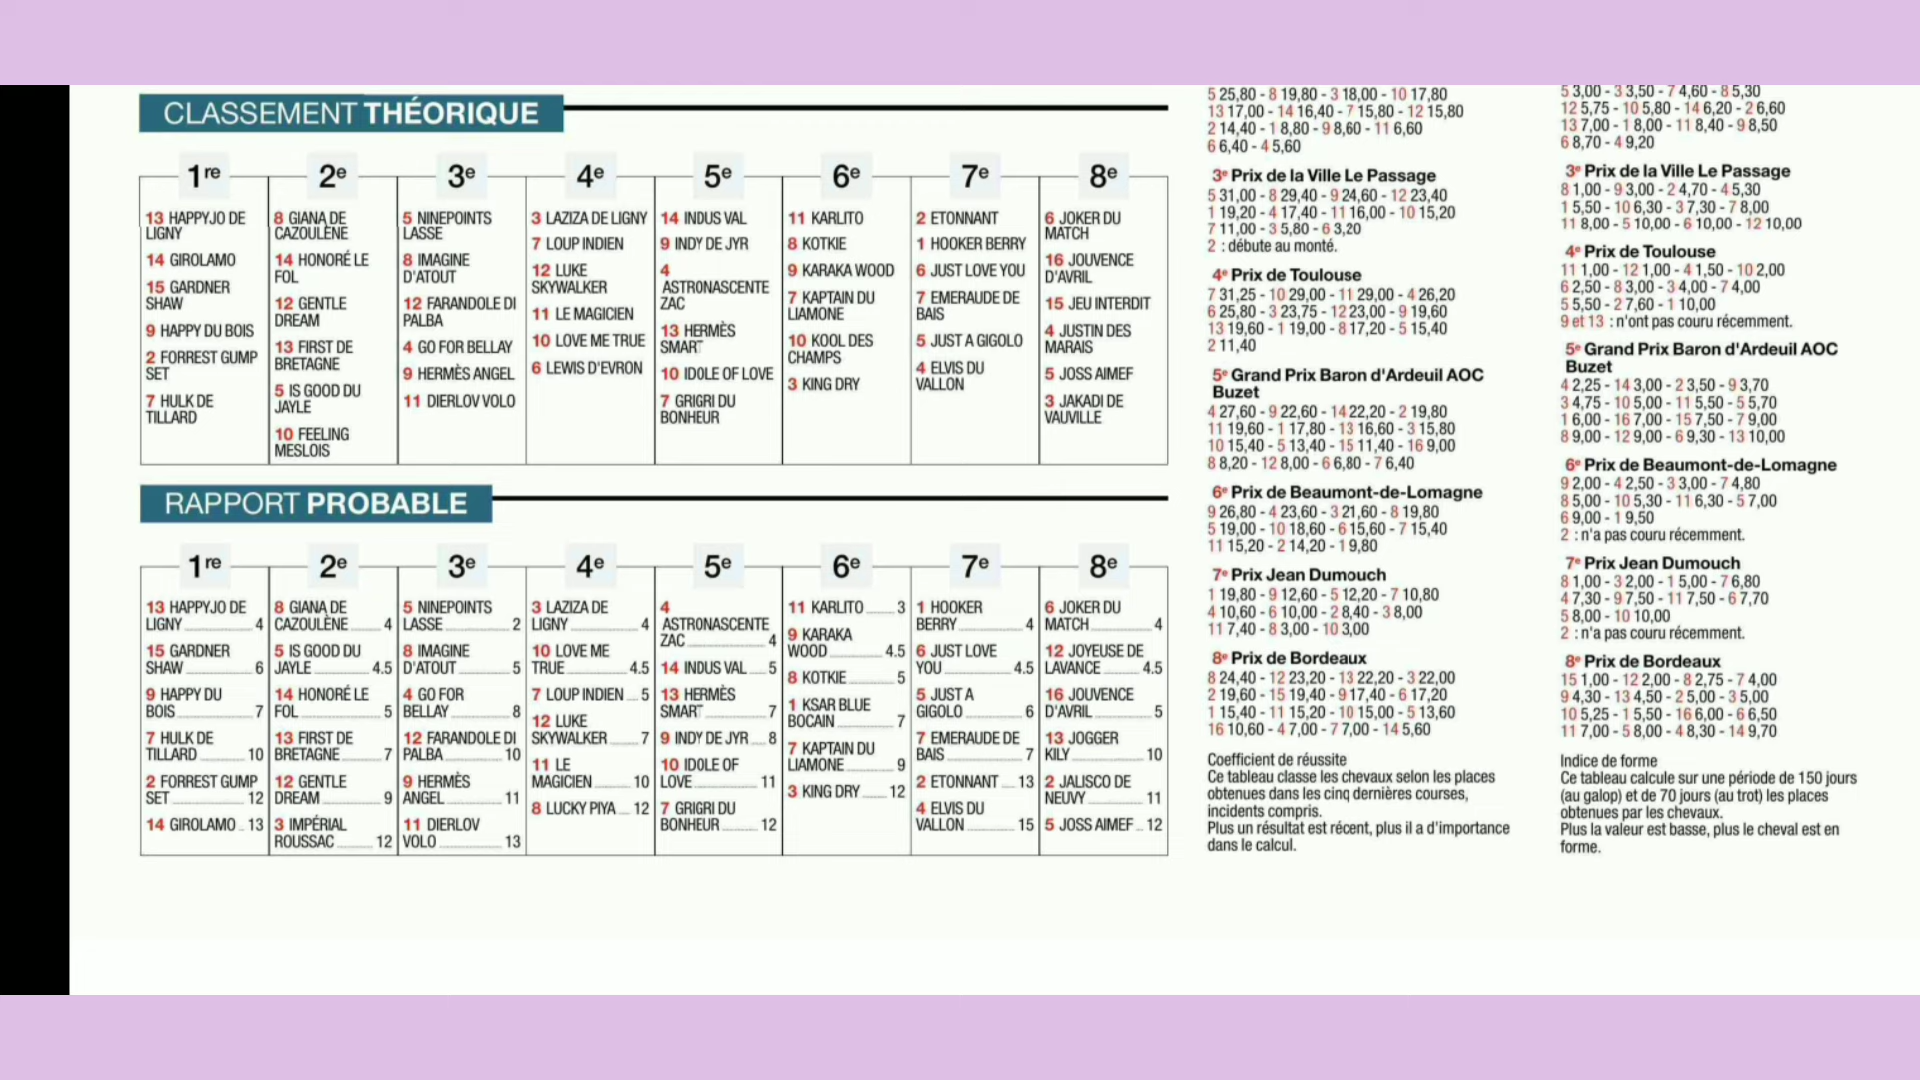 CLASSEMENT THÉORIQUE
1re
13 HAPPYJO DE
LIGNY
14 GIROLAMO
15 GARDNER
SHAW
9 HAPPY DU BOIS
2 FORREST GUMP
SET
7 HULK DE
TILLARD
2e
8 GIANA DE
CAZOULÈNE
14 HONORÉ LE
FOL
12 GENTLE
DREAM
13 FIRST DE
BRETAGNE
5 IS GOOD DU
JAYLE
10 FEELING
MESLOIS
3e
5 NINEPOINTS
LASSE
8 IMAGINE
D'ATOUT
12 FARANDOLE DI
PALBA
4 GO FOR BELLAY
9 HERMÈS ANGEL
11 DIERLOV VOLO
4e
3 LAZIZA DE LIGNY
7 LOUP INDIEN
12 LUKE
SKYWALKER
11 LE MAGICIEN
10 LOVE ME TRUE
6 LEWIS D'EVRON
5e
14 INDUS VAL
9 INDY DE JYR
4
ASTRONASCENTE
ZAC
13 HERMÈS
SMART
10 IDOLE OF LOVE
7 GRIGRI DU
BONHEUR
6e
11 KARLITO
8 KOTKIE
9 KARAKA WOOD
7 KAPTAIN DU
LIAMONE
10 KOOL DES
CHAMPS
3 KING DRY
7e
2 ETONNANT
1 HOOKER BERRY
6 JUST LOVE YOU
7 EMERAUDE DE
BAIS
5 JUST A GIGOLO
4 ELVIS DU
VALLON
8e
6 JOKER DU
MATCH
16 JOUVENCE
D'AVRIL
15 JEU INTERDIT
4 JUSTIN DES
MARAIS
5 JOSS AIMEF
3 JAKADI DE
VAUVILLE
RAPPORT PROBABLE
1re
13 HAPPYJO DE
LIGNY 4
15 GARDNER
SHAW 6
9 HAPPY DU
BOIS 7
7 HULK DE
TILLARD 10
2 FORREST GUMP
SET 12
14 GIROLAMO 13
2e
8 GIANA DE
CAZOULÈNE 4
5 IS GOOD DU
JAYLE 4.5
14 HONORÉ LE
FOL 5
13 FIRST DE
BRETAGNE 7
12 GENTLE
DREAM 9
3 IMPÉRIAL
ROUSSAC 12
3e
5 NINEPOINTS
LASSE 2
8 IMAGINE
D'ATOUT 5
4 GO FOR
BELLAY 8
12 FARANDOLE DI
PALBA 10
9 HERMÈS
ANGEL 11
11 DIERLOV
VOLO 13
4e
3 LAZIZA DE
LIGNY 4
10 LOVE ME
TRUE 4.5
7 LOUP INDIEN 5
12 LUKE
SKYWALKER 7
11 LE
MAGICIEN 10
8 LUCKY PIYA 12
5e
4
ASTRONASCENTE
ZAC 4
14 INDUS VAL 5
13 HERMÈS
SMART 7
9 INDY DE JYR 8
10 IDOLE OF
LOVE 11
7 GRIGRI DU
BONHEUR 12
6e
11 KARLITO 3
9 KARAKA
WOOD 4.5
8 KOTKIE 5
1 KSAR BLUE
BOCAIN 7
7 KAPTAIN DU
LIAMONE 9
3 KING DRY 12
7e
1 HOOKER
BERRY 4
6 JUST LOVE
YOU 4.5
5 JUST A
GIGOLO 6
7 EMERAUDE DE
BAIS 7
2 ETONNANT 13
4 ELVIS DU
VALLON 15
8e
6 JOKER DU
MATCH 4
12 JOYEUSE DE
LAVANCE 4.5
16 JOUVENCE
D'AVRIL 5
13 JOGGER
KILY 10
2 JALISCO DE
NEUVY 11
5 JOSS AIMEF 12
5 25,80 - 8 19,80 - 3 18,00 - 10 17,80
13 17,00 - 14 16,40 - 7 15,80 - 12 15,80
2 14,40 - 1 8,80 - 9 8,60 - 11 6,60
6 6,40 - 4 5,60
3e Prix de la Ville Le Passage
5 31,00 - 8 29,40 - 9 24,60 - 12 23,40
1 19,20 - 4 17,40 - 11 16,00 - 10 15,20
7 11,00 - 3 5,80 - 6 3,20
2 : débute au monté.
4e Prix de Toulouse
7 31,25 - 10 29,00 - 11 29,00 - 4 26,20
6 25,80 - 3 23,75 - 12 23,00 - 9 19,60
13 19,60 - 1 19,00 - 8 17,20 - 5 15,40
2 11,40
5e Grand Prix Baron d'Ardeuil AOC
Buzet
4 27,60 - 9 22,60 - 14 22,20 - 2 19,80
11 19,60 - 1 17,80 - 13 16,60 - 3 15,80
10 15,40 - 5 13,40 - 15 11,40 - 16 9,00
8 8,20 - 12 8,00 - 6 6,80 - 7 6,40
6e Prix de Beaumont-de-Lomagne
9 26,80 - 4 23,60 - 3 21,60 - 8 19,80
5 19,00 - 10 18,60 - 6 15,60 - 7 15,40
11 15,20 - 2 14,20 - 1 9,80
7e Prix Jean Dumouch
1 19,80 - 9 12,60 - 5 12,20 - 7 10,80
4 10,60 - 6 10,00 - 2 8,40 - 3 8,00
11 7,40 - 8 3,00 - 10 3,00
8e Prix de Bordeaux
8 24,40 - 12 23,20 - 13 22,20 - 3 22,00
2 19,60 - 15 19,40 - 9 17,40 - 6 17,20
1 15,40 - 11 15,20 - 10 15,00 - 5 13,60
16 10,60 - 4 7,00 - 7 7,00 - 14 5,60
Coefficient de réussite
Ce tableau classe les chevaux selon les places
obtenues dans les cinq dernières courses,
incidents compris.
Plus un résultat est récent, plus il a d'importance
dans le calcul.
5 3,00 - 3 3,50 - 7 4,60 - 8 5,30
12 5,75 - 10 5,80 - 14 6,20 - 2 6,60
13 7,00 - 1 8,00 - 11 8,40 - 9 8,50
6 8,70 - 4 9,20
3e Prix de la Ville Le Passage
8 1,00 - 9 3,00 - 2 4,70 - 4 5,30
1 5,50 - 10 6,30 - 3 7,30 - 7 8,00
11 8,00 - 5 10,00 - 6 10,00 - 12 10,00
4e Prix de Toulouse
11 1,00 - 12 1,00 - 4 1,50 - 10 2,00
6 2,50 - 8 3,00 - 3 4,00 - 7 4,00
5 5,50 - 2 7,60 - 1 10,00
9 et 13 : n'ont pas couru récemment.
5e Grand Prix Baron d'Ardeuil AOC
Buzet
4 2,25 - 14 3,00 - 2 3,50 - 9 3,70
3 4,75 - 10 5,00 - 11 5,50 - 5 5,70
1 6,00 - 16 7,00 - 15 7,50 - 7 9,00
8 9,00 - 12 9,00 - 6 9,30 - 13 10,00
6e Prix de Beaumont-de-Lomagne
9 2,00 - 4 2,50 - 3 3,00 - 7 4,80
8 5,00 - 10 5,30 - 11 6,30 - 5 7,00
6 9,00 - 1 9,50
2 : n'a pas couru récemment.
7e Prix Jean Dumouch
8 1,00 - 3 2,00 - 1 5,00 - 7 6,80
4 7,30 - 9 7,50 - 11 7,50 - 6 7,70
5 8,00 - 10 10,00
2 : n'a pas couru récemment.
8e Prix de Bordeaux
15 1,00 - 12 2,00 - 8 2,75 - 7 4,00
9 4,30 - 13 4,50 - 2 5,00 - 3 5,00
10 5,25 - 1 5,50 - 16 6,00 - 6 6,50
11 7,00 - 5 8,00 - 4 8,30 - 14 9,70
Indice de forme
Ce tableau calcule sur une période de 150 jours
(au galop) et de 70 jours (au trot) les places
obtenues par les chevaux.
Plus la valeur est basse, plus le cheval est en
forme.